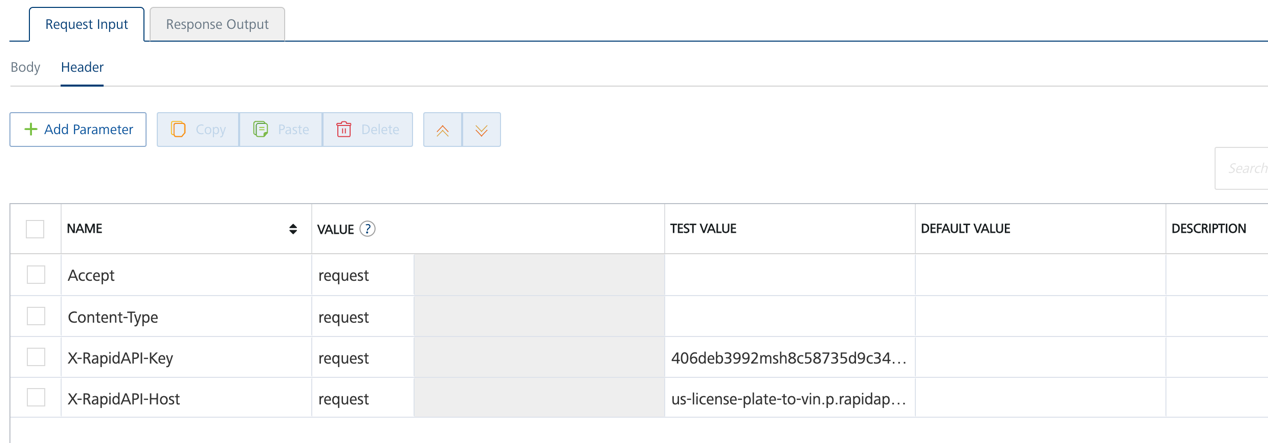 Request Input Response Output
Body Header
Add Parameter Copy Paste Delete
Search
NAME VALUE ? TEST VALUE DEFAULT VALUE DESCRIPTION
Accept request
Content-Type request
X-RapidAPI-Key request 406deb3992msh8c58735d9c34...
X-RapidAPI-Host request us-license-plate-to-vin.p.rapidap...